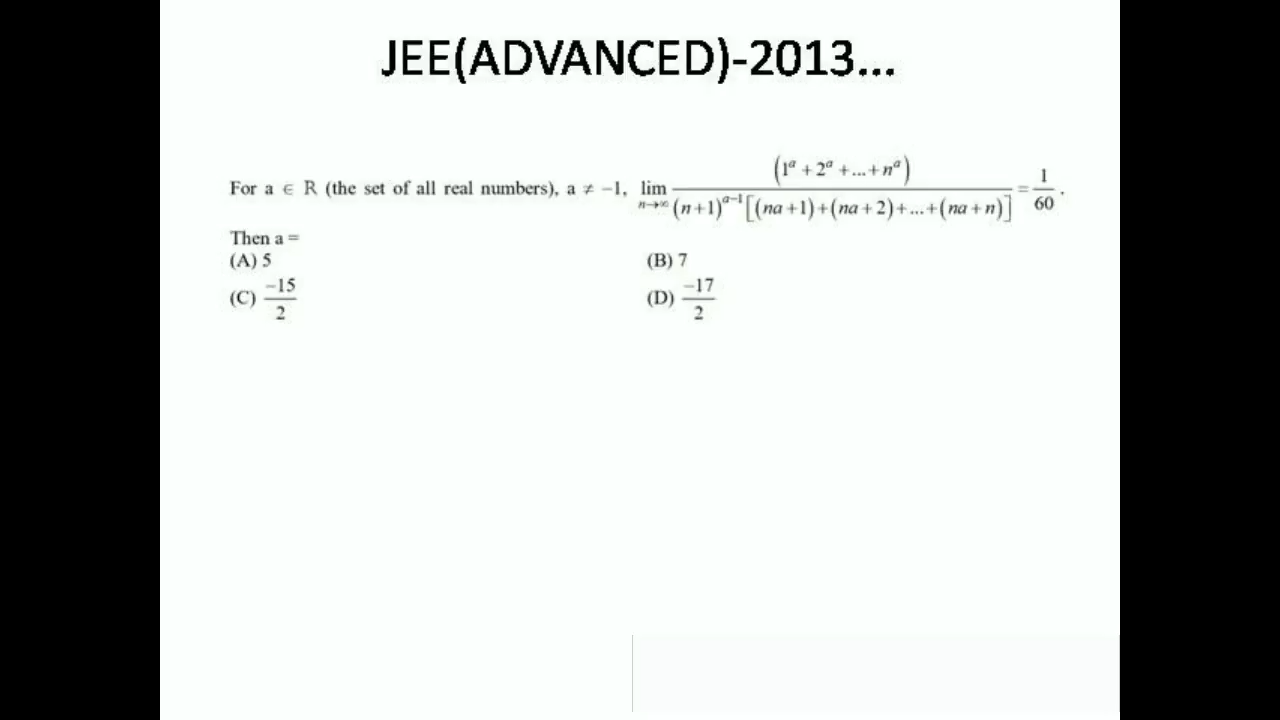 JEE(ADVANCED)-2013...
For a ∈ R (the set of all real numbers), a ≠ −1, lim n→∞ (1^a + 2^a + ... + n^a) / (n+1)^(a−1) [(na+1)+(na+2)+...+(na+n)] = 1/60 .
Then a =
(A) 5 (B) 7
(C) −15/2 (D) −17/2